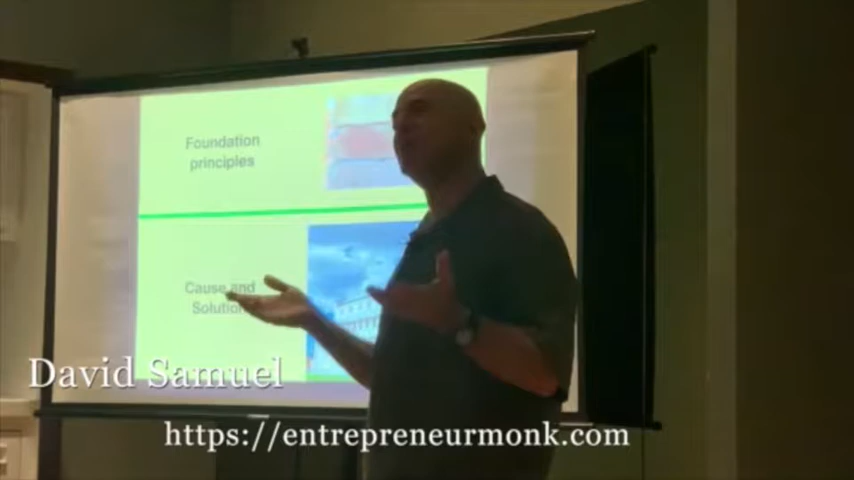 Foundation
principles
Cause and
Solution
David Samuel
https://entrepreneurmonk.com